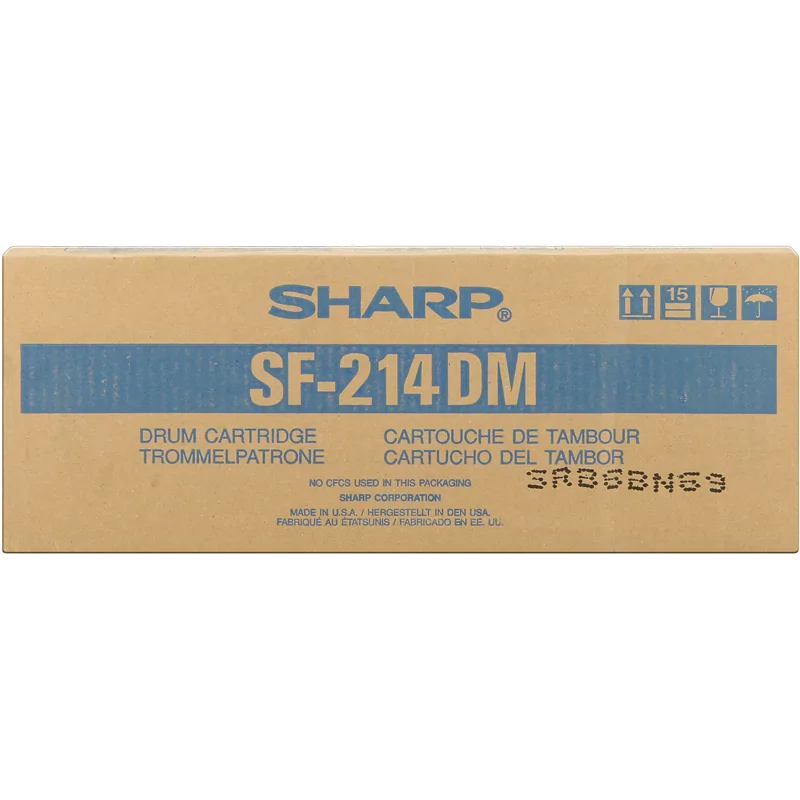 SHARP®
15
SF-214DM
DRUM CARTRIDGE
TROMMELPATRONE
CARTOUCHE DE TAMBOUR
CARTUCHO DEL TAMBOR
NO CFCS USED IN THIS PACKAGING
SHARP CORPORATION
MADE IN U.S.A. / HERGESTELLT IN DEN USA.
FABRIQUÉ AU ÉTATSUNIS / FABRICADO EN EE. UU.